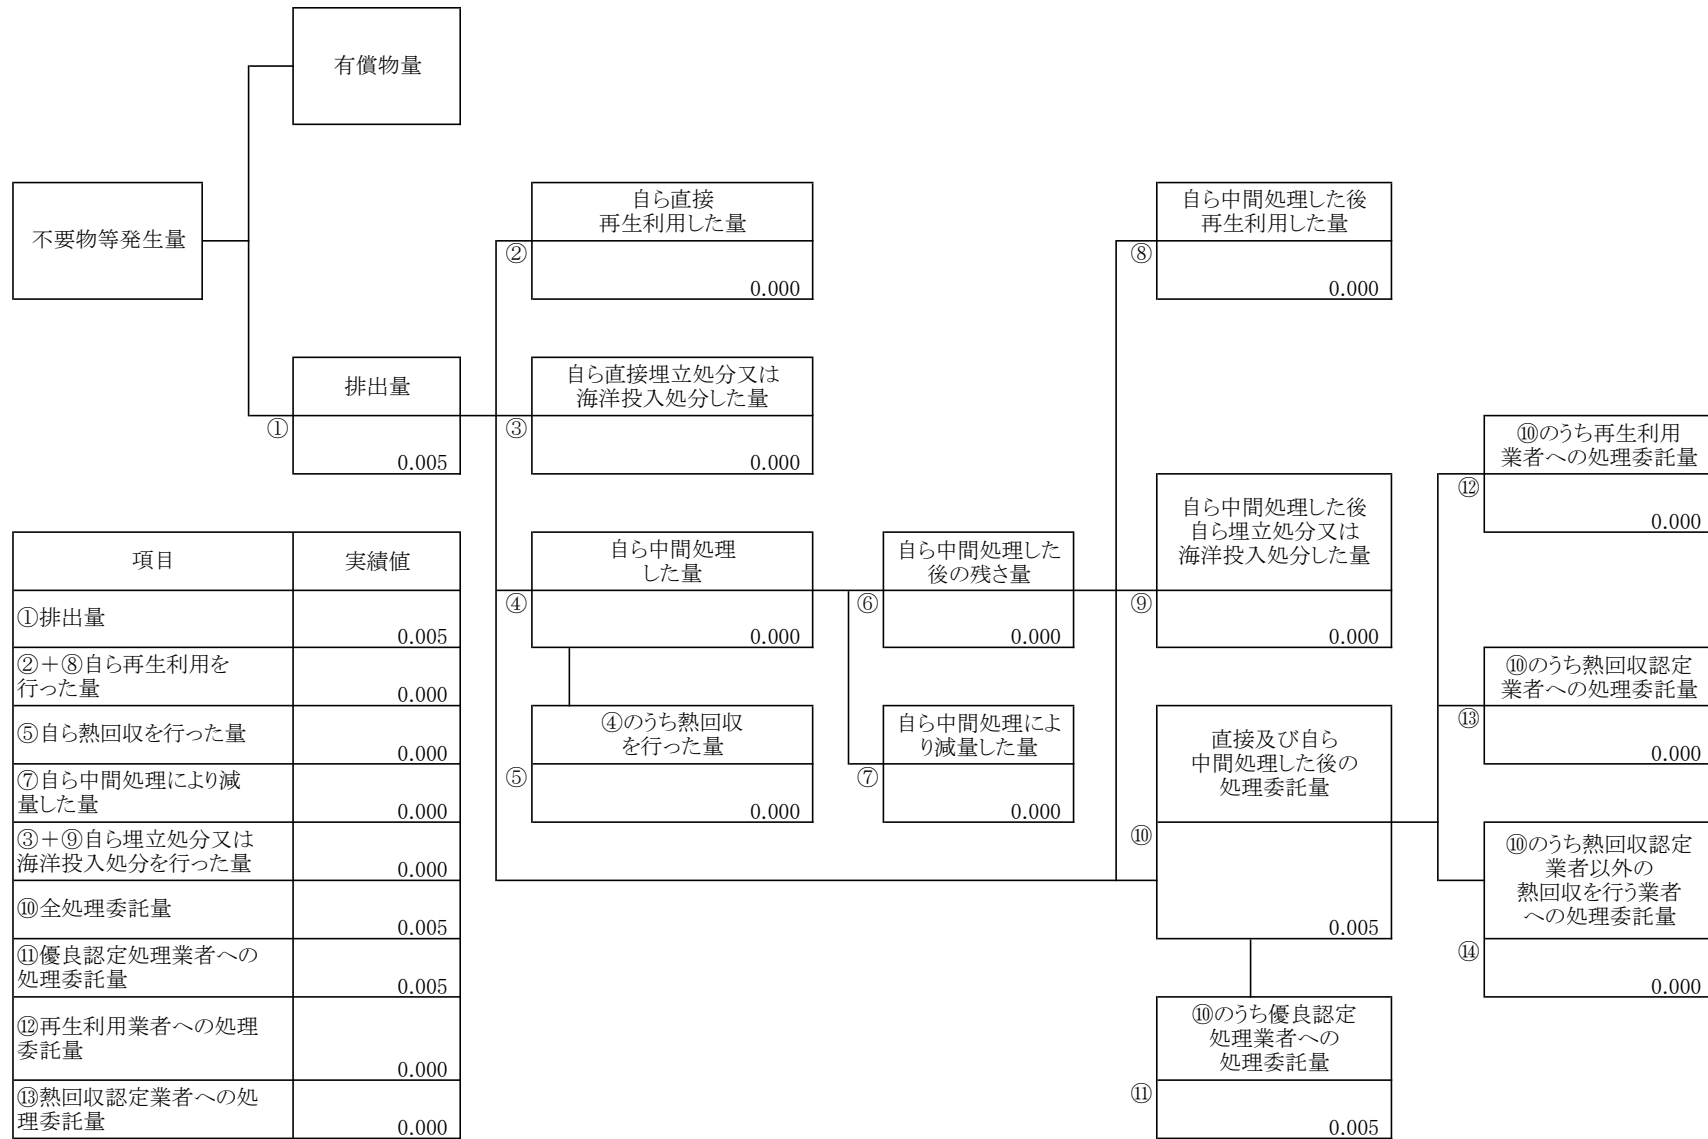 有償物量
不要物等発生量
自ら直接
再生利用した量
②
0.000
自ら中間処理した後
再生利用した量
⑧
0.000
排出量
①
0.005
自ら直接埋立処分又は
海洋投入処分した量
③
0.000
⑩のうち再生利用
業者への処理委託量
⑫
0.000
自ら中間処理
した量
④
0.000
自ら中間処理した
後の残さ量
⑥
0.000
自ら中間処理した後
自ら埋立処分又は
海洋投入処分した量
⑨
0.000
⑩のうち熱回収認定
業者への処理委託量
⑬
0.000
④のうち熱回収
を行った量
⑤
0.000
自ら中間処理によ
り減量した量
⑦
0.000
直接及び自ら
中間処理した後の
処理委託量
⑩
0.005
⑩のうち熱回収認定
業者以外の
熱回収を行う業者
への処理委託量
⑭
0.000
⑩のうち優良認定
処理業者への
処理委託量
⑪
0.005
項目 実績値
①排出量
0.005
②+⑧自ら再生利用を
行った量
0.000
⑤自ら熱回収を行った量
0.000
⑦自ら中間処理により減
量した量
0.000
③+⑨自ら埋立処分又は
海洋投入処分を行った量
0.000
⑩全処理委託量
0.005
⑪優良認定処理業者への
処理委託量
0.005
⑫再生利用業者への処理
委託量
0.000
⑬熱回収認定業者への処
理委託量
0.000